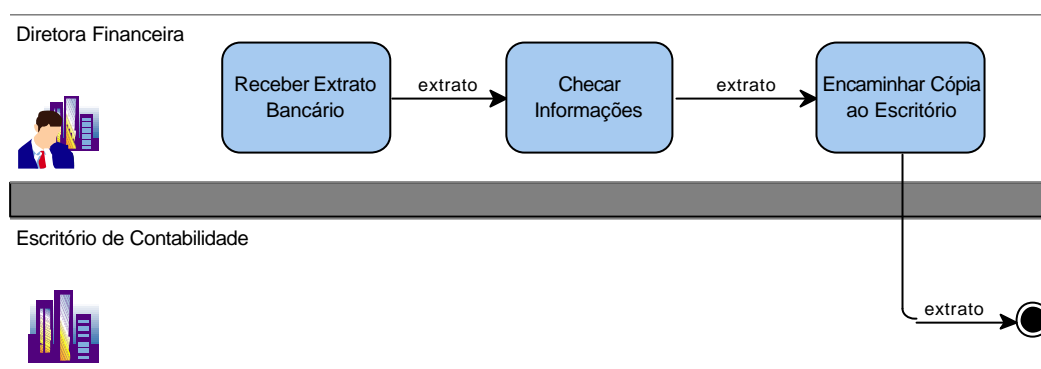 Diretora Financeira
Receber Extrato
Bancário
extrato
Checar
Informações
extrato
Encaminhar Cópia
ao Escritório
Escritório de Contabilidade
extrato